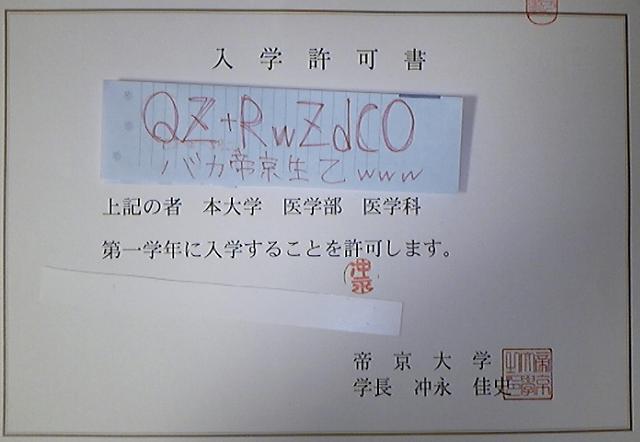 入学許可書
QZ+RwZdCO
バカ帝京生乙www
上記の者 本大学 医学部 医学科
第一学年に入学することを許可します。
冲永
帝京大学
学長 冲永 佳史